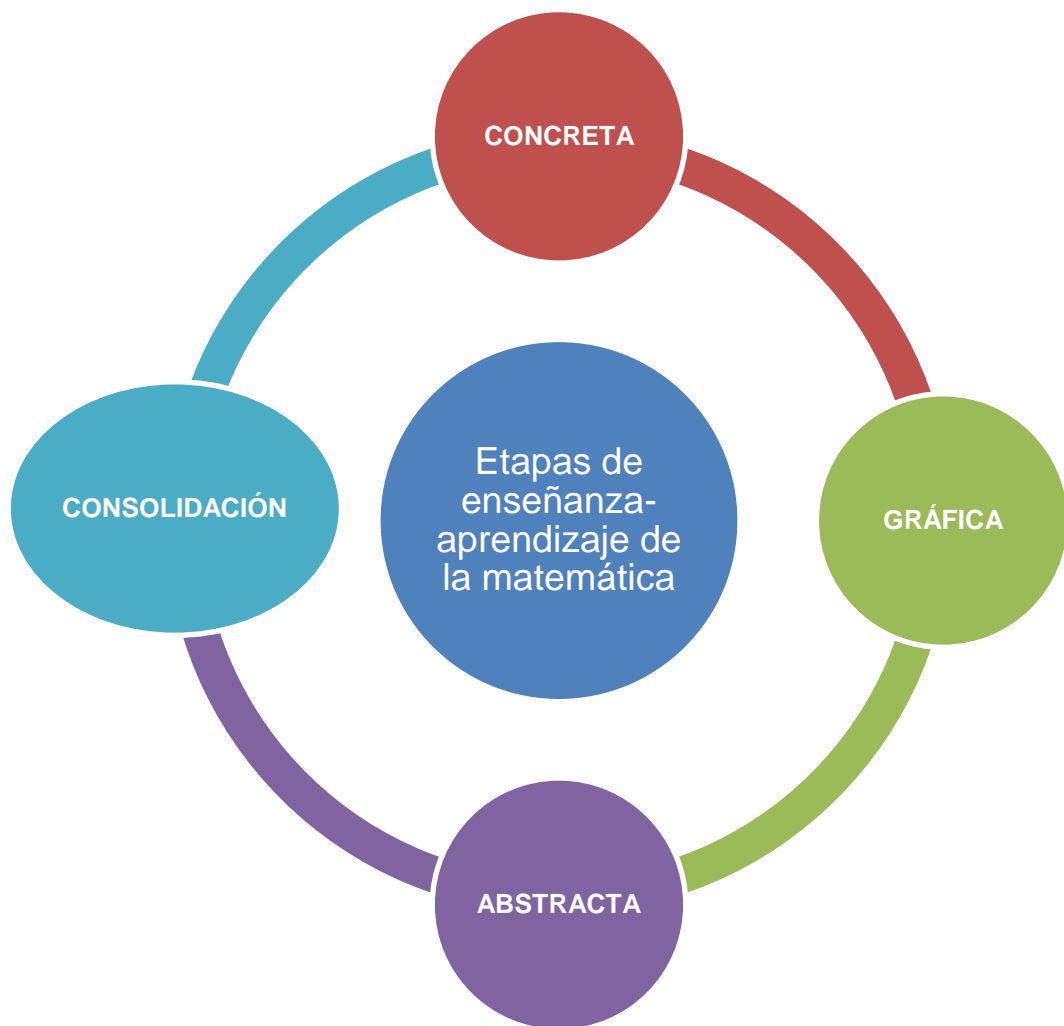 CONCRETA
Etapas de
enseñanza-
aprendizaje de
la matemática
CONSOLIDACIÓN
GRÁFICA
ABSTRACTA